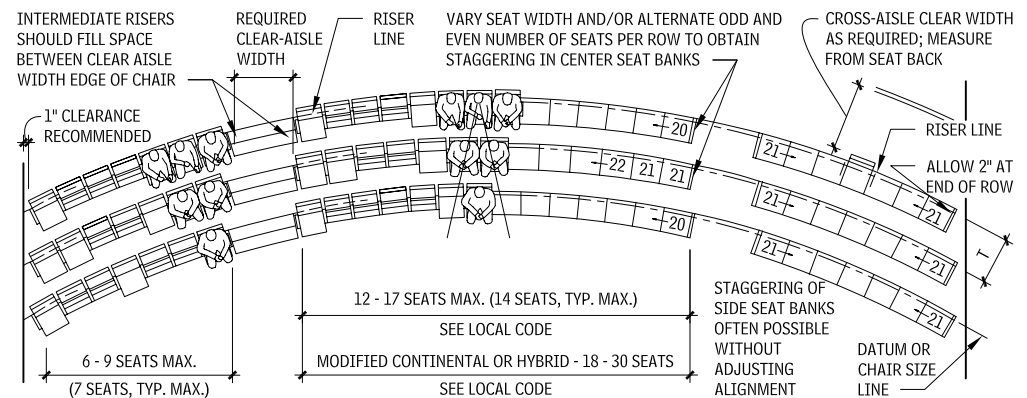 INTERMEDIATE RISERS
SHOULD FILL SPACE
BETWEEN CLEAR AISLE
WIDTH EDGE OF CHAIR
REQUIRED
CLEAR-AISLE
WIDTH
RISER
LINE
VARY SEAT WIDTH AND/OR ALTERNATE ODD AND
EVEN NUMBER OF SEATS PER ROW TO OBTAIN
STAGGERING IN CENTER SEAT BANKS
CROSS-AISLE CLEAR WIDTH
AS REQUIRED; MEASURE
FROM SEAT BACK
1" CLEARANCE
RECOMMENDED
RISER LINE
ALLOW 2" AT
END OF ROW
20
21
21
22
21
21
21
21
20
21
21
T
12 - 17 SEATS MAX. (14 SEATS, TYP. MAX.)
SEE LOCAL CODE
MODIFIED CONTINENTAL OR HYBRID - 18 - 30 SEATS
SEE LOCAL CODE
6 - 9 SEATS MAX.
(7 SEATS, TYP. MAX.)
STAGGERING OF
SIDE SEAT BANKS
OFTEN POSSIBLE
WITHOUT
ADJUSTING
ALIGNMENT
DATUM OR
CHAIR SIZE
LINE